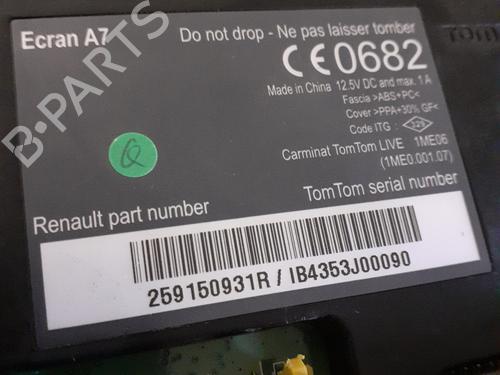 Ecran A7
Do not drop - Ne pas laisser tomber
CE0682
Made in China 12.5V DC and max. 1 A
Fascia >ABS+PC<
Cover >PPA+30% GF<
Code ITG :
Carminat TomTom LIVE 1ME06
(1ME0.001.07)
Renault part number
TomTom serial number
259150931R / IB4353J00090
B-PARTS
Q